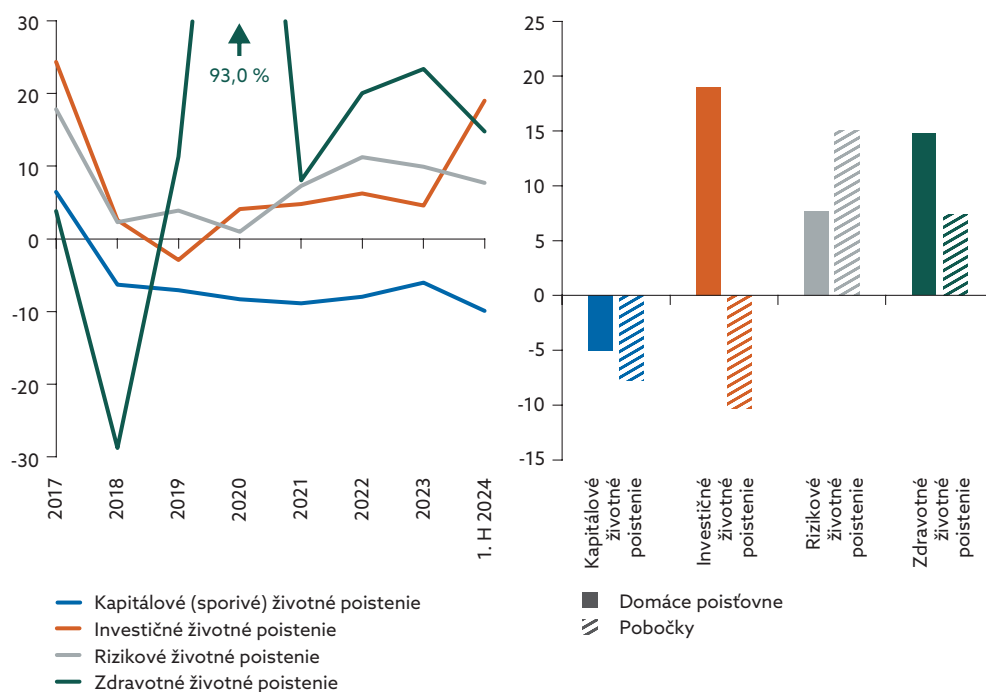 30
20
10
0
-10
-20
-30
93,0 %
2017
2018
2019
2020
2021
2022
2023
1. H 2024
Kapitálové (sporivé) životné poistenie
Investičné životné poistenie
Rizikové životné poistenie
Zdravotné životné poistenie
25
20
15
10
5
0
-5
-10
-15
Kapitálové
životné
poistenie
Investičné
životné
poistenie
Rizikové
životné
poistenie
Zdravotné
životné
poistenie
Domáce poisťovne
Pobočky